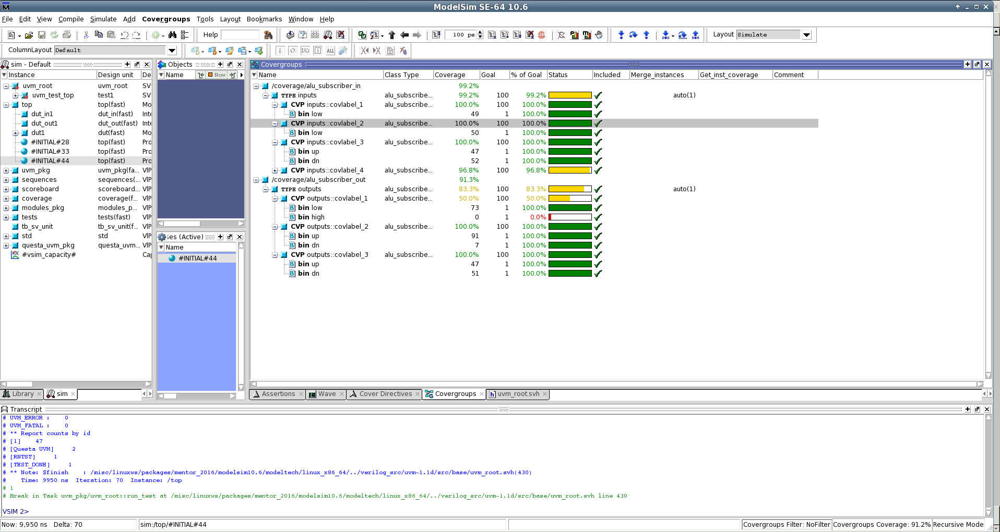 ModelSim SE-64 10.6
File Edit View Compile Simulate Add Covergroups Tools Layout Bookmarks Window Help
Help 100 ps Layout Simulate
ColumnLayout Default
sim - Default
Instance Design unit De
uvm_root uvm_root SV
uvm_test_top test1 SV
top top(fast) Mo
dut_in1 dut_in(fast) Inte
dut_out1 dut_out(fast) Inte
dut1 dut(fast) Mo
#INITIAL#28 top(fast) Pro
#INITIAL#33 top(fast) Pro
#INITIAL#44 top(fast) Pro
uvm_pkg uvm_pkg(fa... VlP
sequences sequences(... VlP
scoreboard scoreboard... VlP
coverage coverage(f... VlP
modules_pkg modules_p... VlP
tests tests(fast) VlP
tb_sv_unit tb_sv_unit(f... VlP
std std VlP
questa_uvm_pkg questa_uvm... VlP
#vsim_capacity# Cap
Library sim
Objects
Name Now
ses (Active)
Name
#INITIAL#44
Covergroups
Name Class Type Coverage Goal % of Goal Status Included Merge_instances Get_inst_coverage Comment
/coverage/alu_subscriber_in 99.2%
TYPE inputs alu_subscribe... 99.2% 100 99.2% auto(1)
CVP inputs::covlabel_1 alu_subscribe... 100.0% 100 100.0%
B bin low 49 1 100.0%
CVP inputs::covlabel_2 alu_subscribe... 100.0% 100 100.0%
B bin low 50 1 100.0%
CVP inputs::covlabel_3 alu_subscribe... 100.0% 100 100.0%
B bin up 47 1 100.0%
B bin dn 52 1 100.0%
CVP inputs::covlabel_4 alu_subscribe... 96.8% 100 96.8%
/coverage/alu_subscriber_out 91.3%
TYPE outputs alu_subscribe... 83.3% 100 83.3% auto(1)
CVP outputs::covlabel_1 alu_subscribe... 50.0% 100 50.0%
B bin low 73 1 100.0%
B bin high 0 1 0.0%
CVP outputs::covlabel_2 alu_subscribe... 100.0% 100 100.0%
B bin up 91 1 100.0%
B bin dn 7 1 100.0%
CVP outputs::covlabel_3 alu_subscribe... 100.0% 100 100.0%
B bin up 47 1 100.0%
B bin dn 51 1 100.0%
Assertions Wave Cover Directives Covergroups h uvm_root.svh
Transcript
# UVM_ERROR :    0
# UVM_FATAL :    0
# ** Report counts by id
# [1]    47
# [Questa UVM]     2
# [RNTST]     1
# [TEST_DONE]     1
# ** Note: $finish    : /misc/linuxws/packages/mentor_2016/modelsim10.6/modeltech/linux_x86_64/../verilog_src/uvm-1.1d/src/base/uvm_root.svh(430)
#    Time: 9950 ns  Iteration: 70  Instance: /top
# 1
# Break in Task uvm_pkg/uvm_root::run_test at /misc/linuxws/packages/mentor_2016/modelsim10.6/modeltech/linux_x86_64/../verilog_src/uvm-1.1d/src/base/uvm_root.svh line 430
VSIM 2>
Now: 9,950 ns   Delta: 70 sim:/top/#INITIAL#44 Covergroups Filter: NoFilter Covergroups Coverage: 91.2% Recursive Mode